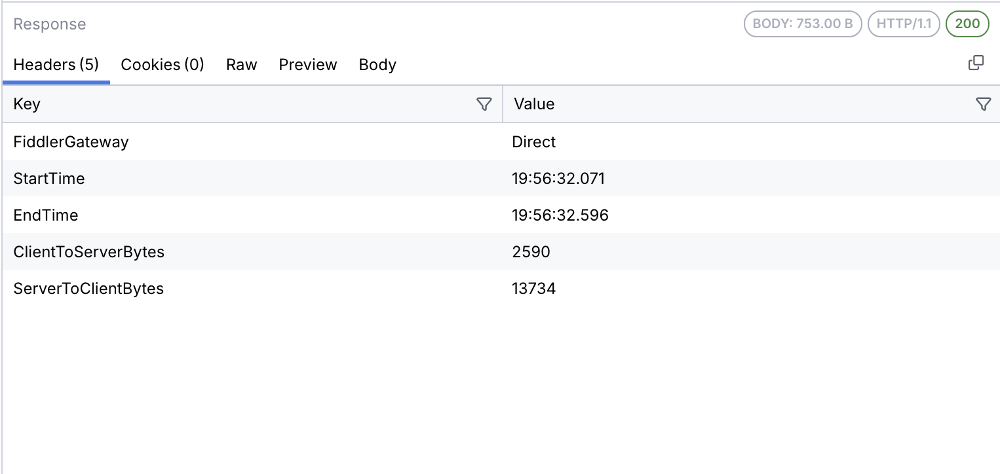 Response BODY: 753.00 B HTTP/1.1 200
Headers (5) Cookies (0) Raw Preview Body
Key Value
FiddlerGateway Direct
StartTime 19:56:32.071
EndTime 19:56:32.596
ClientToServerBytes 2590
ServerToClientBytes 13734